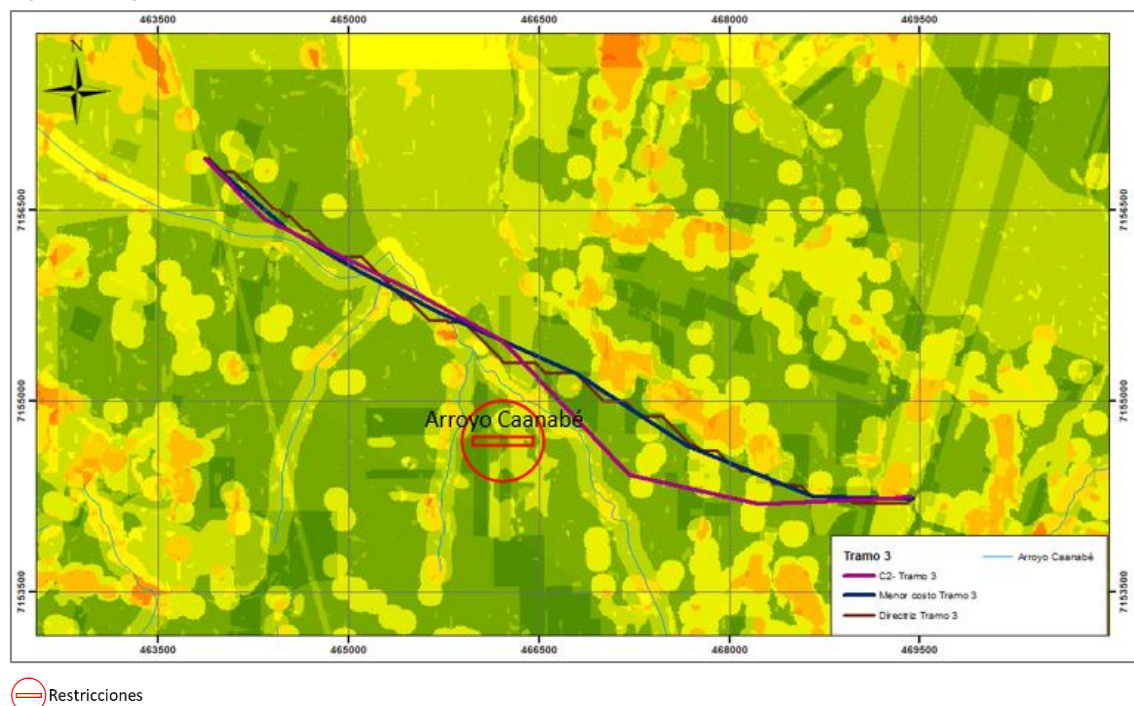 463500 465000 466500 468000 469500
N
7156500 7156500
7155000 7155000
Arroyo Caanabé
Tramo 3
Arroyo Caanabé
C2- Tramo 3
Menor costo Tramo 3
Directriz Tramo 3
7153500 7153500
463500 465000 466500 468000 469500
Restricciones